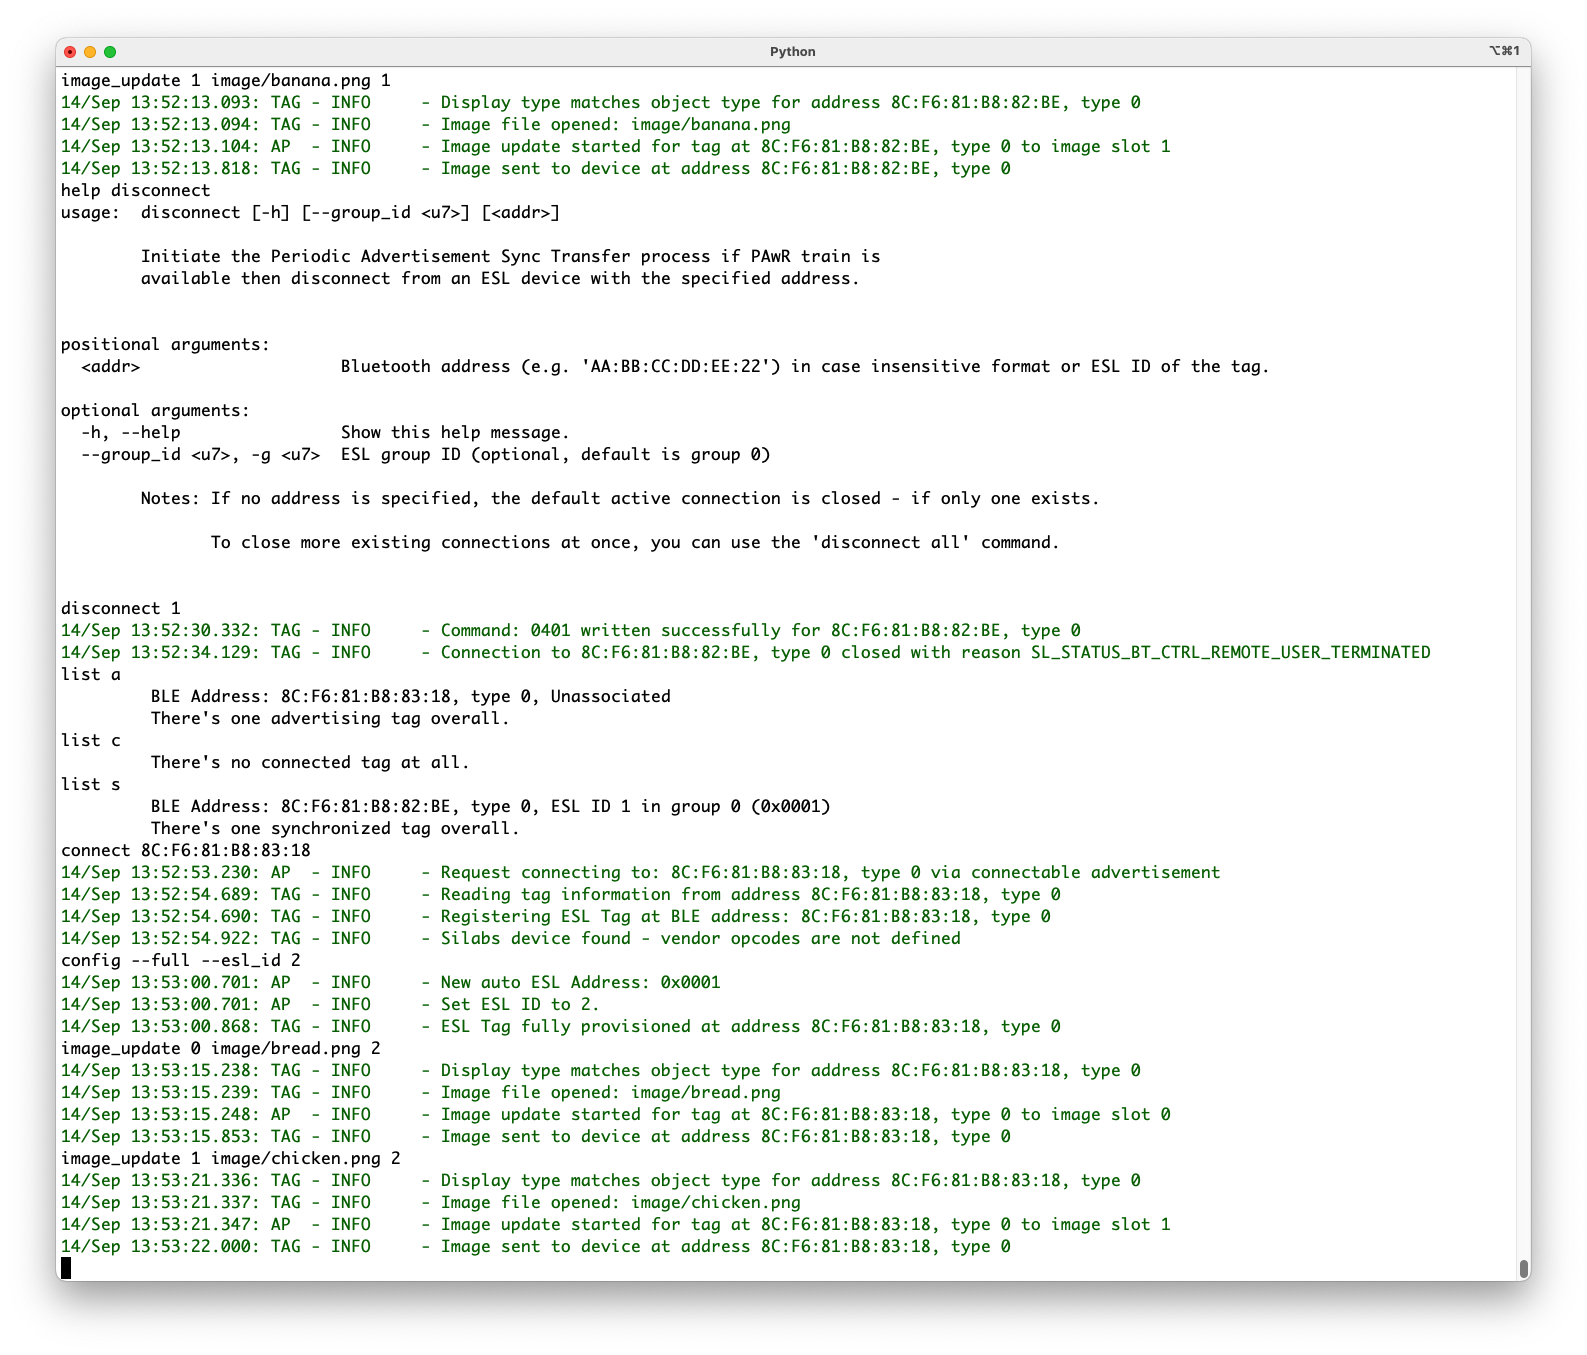 Python
⌥⌘1
image_update 1 image/banana.png 1
14/Sep 13:52:13.093: TAG - INFO     - Display type matches object type for address 8C:F6:81:B8:82:BE, type 0
14/Sep 13:52:13.094: TAG - INFO     - Image file opened: image/banana.png
14/Sep 13:52:13.104: AP  - INFO     - Image update started for tag at 8C:F6:81:B8:82:BE, type 0 to image slot 1
14/Sep 13:52:13.818: TAG - INFO     - Image sent to device at address 8C:F6:81:B8:82:BE, type 0
help disconnect
usage:  disconnect [-h] [--group_id <u7>] [<addr>]
        Initiate the Periodic Advertisement Sync Transfer process if PAwR train is
        available then disconnect from an ESL device with the specified address.
positional arguments:
  <addr>                    Bluetooth address (e.g. 'AA:BB:CC:DD:EE:22') in case insensitive format or ESL ID of the tag.
optional arguments:
  -h, --help                Show this help message.
  --group_id <u7>, -g <u7>  ESL group ID (optional, default is group 0)
        Notes: If no address is specified, the default active connection is closed - if only one exists.
               To close more existing connections at once, you can use the 'disconnect all' command.
disconnect 1
14/Sep 13:52:30.332: TAG - INFO     - Command: 0401 written successfully for 8C:F6:81:B8:82:BE, type 0
14/Sep 13:52:34.129: TAG - INFO     - Connection to 8C:F6:81:B8:82:BE, type 0 closed with reason SL_STATUS_BT_CTRL_REMOTE_USER_TERMINATED
list a
         BLE Address: 8C:F6:81:B8:83:18, type 0, Unassociated
         There's one advertising tag overall.
list c
         There's no connected tag at all.
list s
         BLE Address: 8C:F6:81:B8:82:BE, type 0, ESL ID 1 in group 0 (0x0001)
         There's one synchronized tag overall.
connect 8C:F6:81:B8:83:18
14/Sep 13:52:53.230: AP  - INFO     - Request connecting to: 8C:F6:81:B8:83:18, type 0 via connectable advertisement
14/Sep 13:52:54.689: TAG - INFO     - Reading tag information from address 8C:F6:81:B8:83:18, type 0
14/Sep 13:52:54.690: TAG - INFO     - Registering ESL Tag at BLE address: 8C:F6:81:B8:83:18, type 0
14/Sep 13:52:54.922: TAG - INFO     - Silabs device found - vendor opcodes are not defined
config --full --esl_id 2
14/Sep 13:53:00.701: AP  - INFO     - New auto ESL Address: 0x0001
14/Sep 13:53:00.701: AP  - INFO     - Set ESL ID to 2.
14/Sep 13:53:00.868: TAG - INFO     - ESL Tag fully provisioned at address 8C:F6:81:B8:83:18, type 0
image_update 0 image/bread.png 2
14/Sep 13:53:15.238: TAG - INFO     - Display type matches object type for address 8C:F6:81:B8:83:18, type 0
14/Sep 13:53:15.239: TAG - INFO     - Image file opened: image/bread.png
14/Sep 13:53:15.248: AP  - INFO     - Image update started for tag at 8C:F6:81:B8:83:18, type 0 to image slot 0
14/Sep 13:53:15.853: TAG - INFO     - Image sent to device at address 8C:F6:81:B8:83:18, type 0
image_update 1 image/chicken.png 2
14/Sep 13:53:21.336: TAG - INFO     - Display type matches object type for address 8C:F6:81:B8:83:18, type 0
14/Sep 13:53:21.337: TAG - INFO     - Image file opened: image/chicken.png
14/Sep 13:53:21.347: AP  - INFO     - Image update started for tag at 8C:F6:81:B8:83:18, type 0 to image slot 1
14/Sep 13:53:22.000: TAG - INFO     - Image sent to device at address 8C:F6:81:B8:83:18, type 0